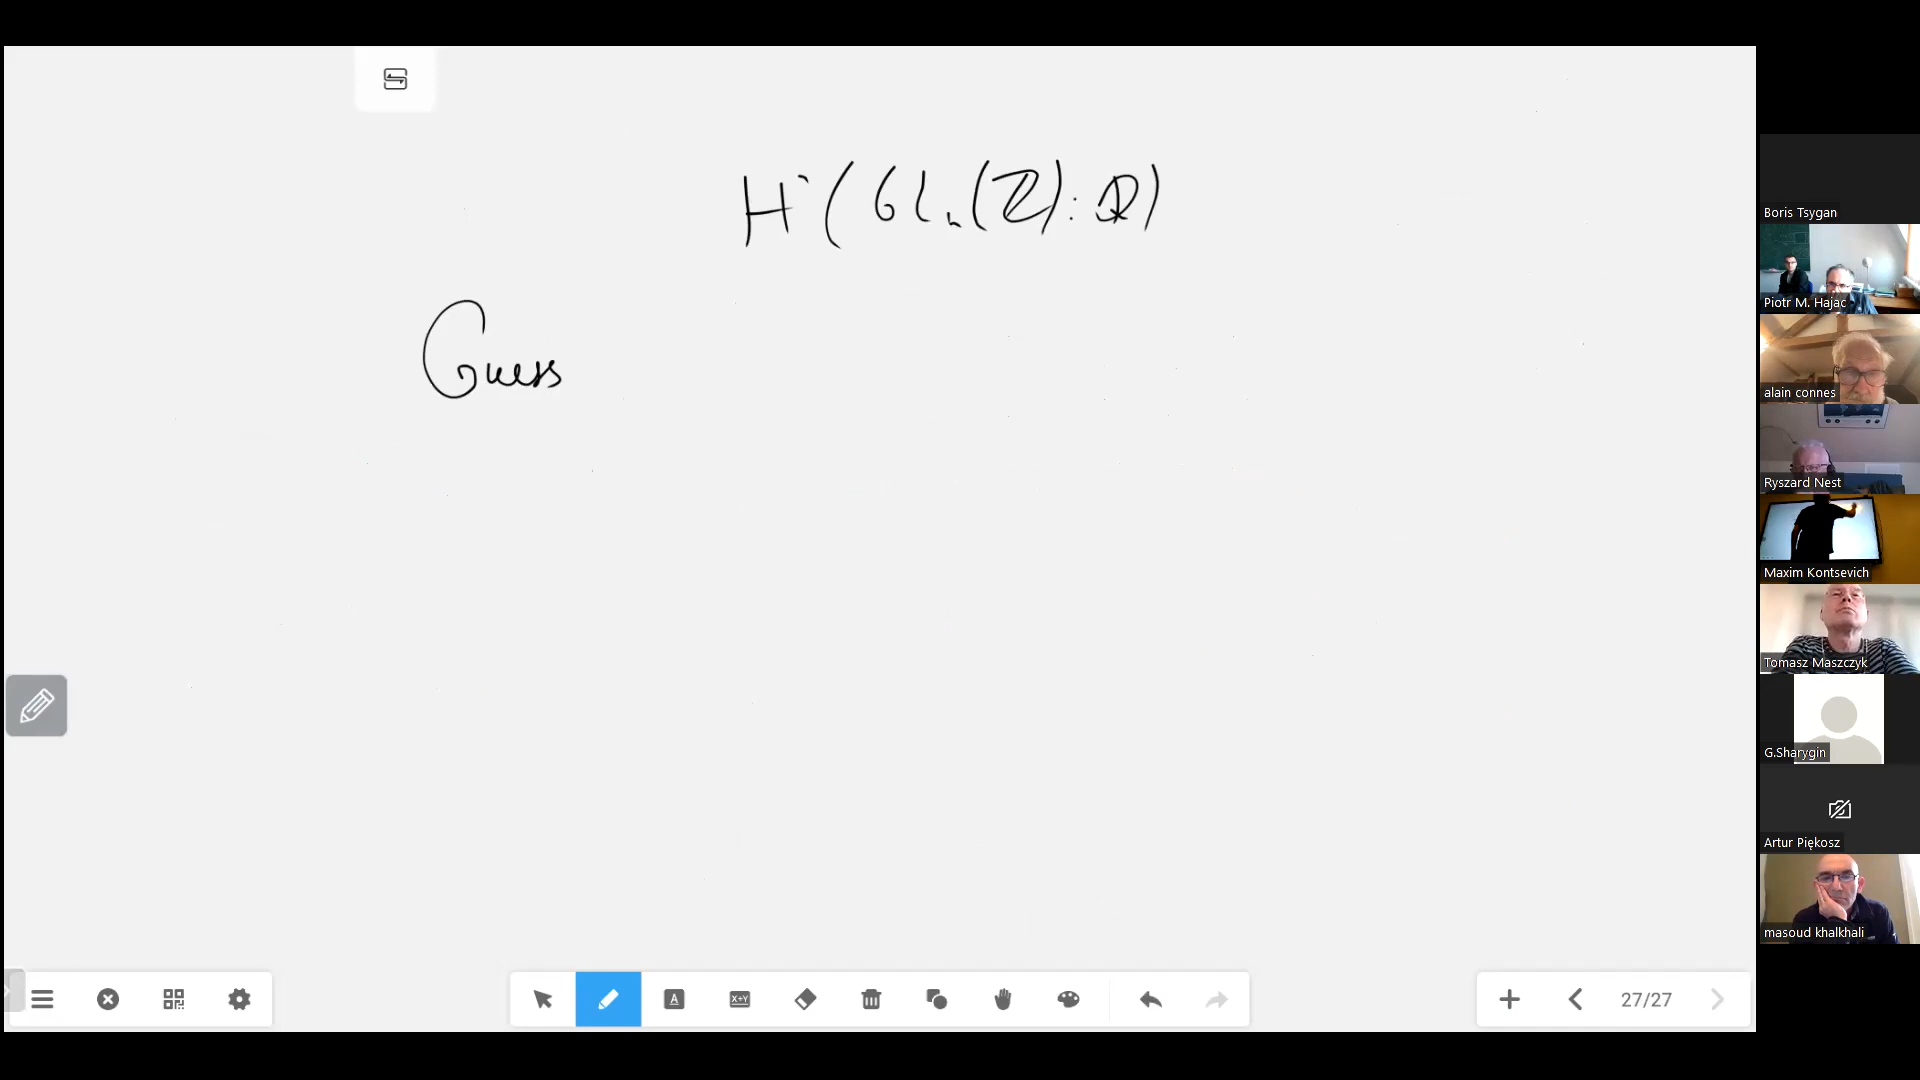 H^•(GL_n(ℤ):ℚ)
Guess
Boris Tsygan
Piotr M. Hajac
alain connes
Ryszard Nest
Maxim Kontsevich
Tomasz Maszczyk
G.Sharygin
Artur Piękosz
masoud khalkhali
A
X+Y
27/27